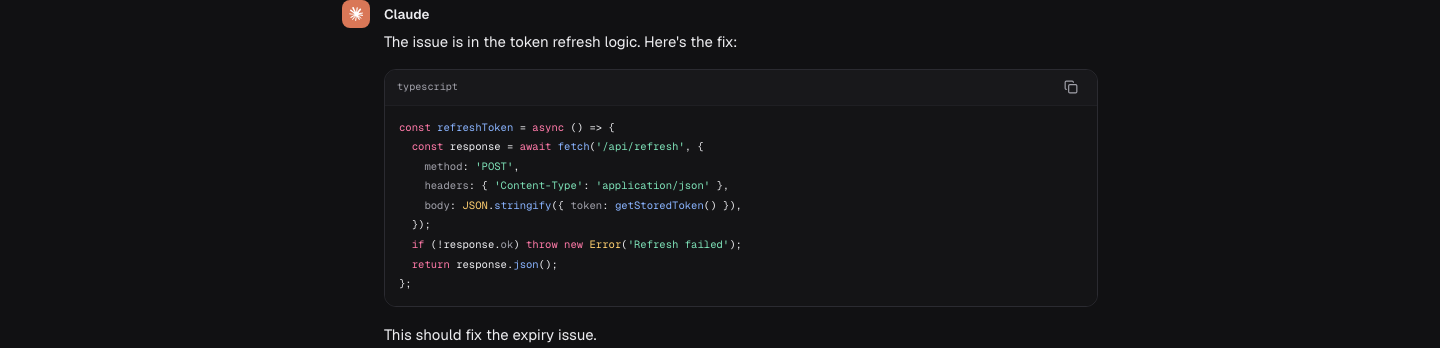 Claude
The issue is in the token refresh logic. Here's the fix:
typescript
const refreshToken = async () => {
  const response = await fetch('/api/refresh', {
    method: 'POST',
    headers: { 'Content-Type': 'application/json' },
    body: JSON.stringify({ token: getStoredToken() }),
  });
  if (!response.ok) throw new Error('Refresh failed');
  return response.json();
};
This should fix the expiry issue.